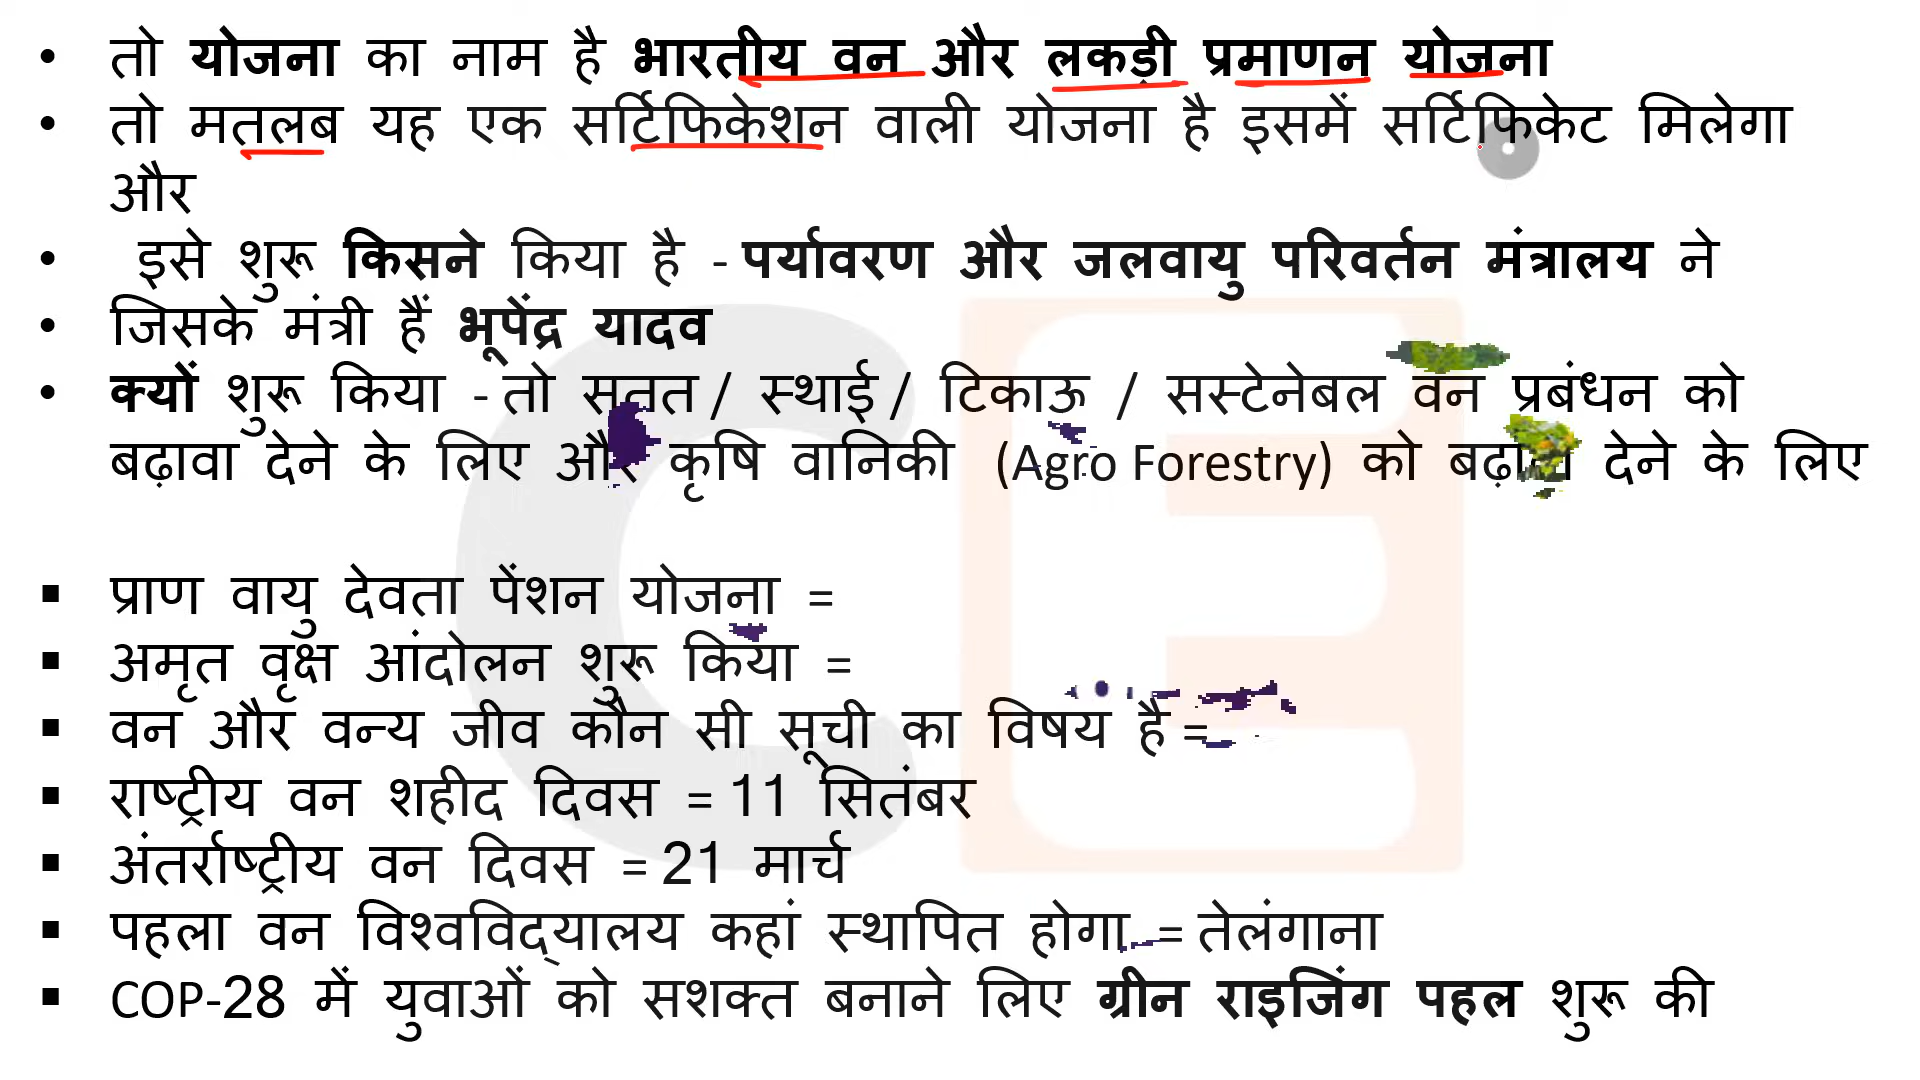 • तो योजना का नाम है भारतीय वन और लकड़ी प्रमाणन योजना
• तो मतलब यह एक सर्टिफिकेशन वाली योजना है इसमें सर्टिफिकेट मिलेगा
और
• इसे शुरू किसने किया है - पर्यावरण और जलवायु परिवर्तन मंत्रालय ने
• जिसके मंत्री हैं भूपेंद्र यादव
• क्यों शुरू किया - तो सतत / स्थाई / टिकाऊ / सस्टेनेबल वन प्रबंधन को
बढ़ावा देने के लिए और कृषि वानिकी (Agro Forestry) को बढ़ावा देने के लिए
▪ प्राण वायु देवता पेंशन योजना =
▪ अमृत वृक्ष आंदोलन शुरू किया =
▪ वन और वन्य जीव कौन सी सूची का विषय है =
▪ राष्ट्रीय वन शहीद दिवस = 11 सितंबर
▪ अंतर्राष्ट्रीय वन दिवस = 21 मार्च
▪ पहला वन विश्वविद्यालय कहां स्थापित होगा = तेलंगाना
▪ COP-28 में युवाओं को सशक्त बनाने लिए ग्रीन राइजिंग पहल शुरू की